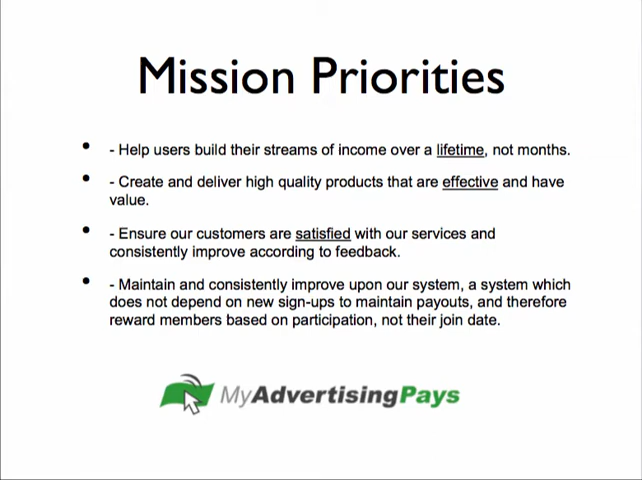 Mission Priorities
• - Help users build their streams of income over a lifetime, not months.
• - Create and deliver high quality products that are effective and have
value.
• - Ensure our customers are satisfied with our services and
consistently improve according to feedback.
• - Maintain and consistently improve upon our system, a system which
does not depend on new sign-ups to maintain payouts, and therefore
reward members based on participation, not their join date.
MyAdvertisingPays